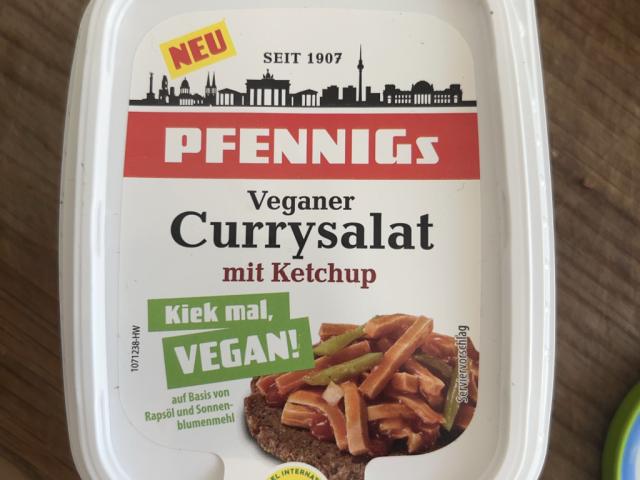 NEU
SEIT 1907
PFENNIGs
Veganer
Currysalat
mit Ketchup
Kiek mal,
VEGAN!
auf Basis von
Rapsöl und Sonnen-
blumenmehl
1071238-HW
Serviervorschlag